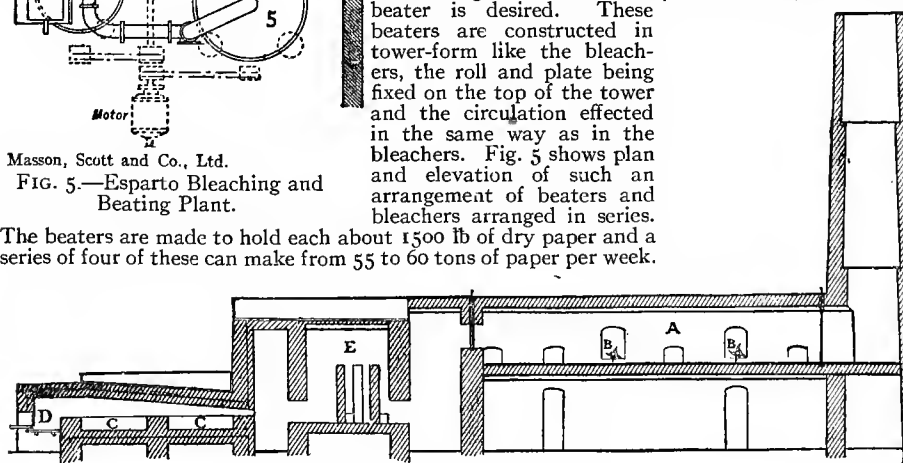 5
Motor
Masson, Scott and Co., Ltd.
FIG. 5.—Esparto Bleaching and
Beating Plant.
beater is desired. These
beaters are constructed in
tower-form like the bleach-
ers, the roll and plate being
fixed on the top of the tower
and the circulation effected
in the same way as in the
bleachers. Fig. 5 shows plan
and elevation of such an
arrangement of beaters and
bleachers arranged in series.
The beaters are made to hold each about 1500 lb of dry paper and a
series of four of these can make from 55 to 60 tons of paper per week.
A
B
B
E
D
C
C